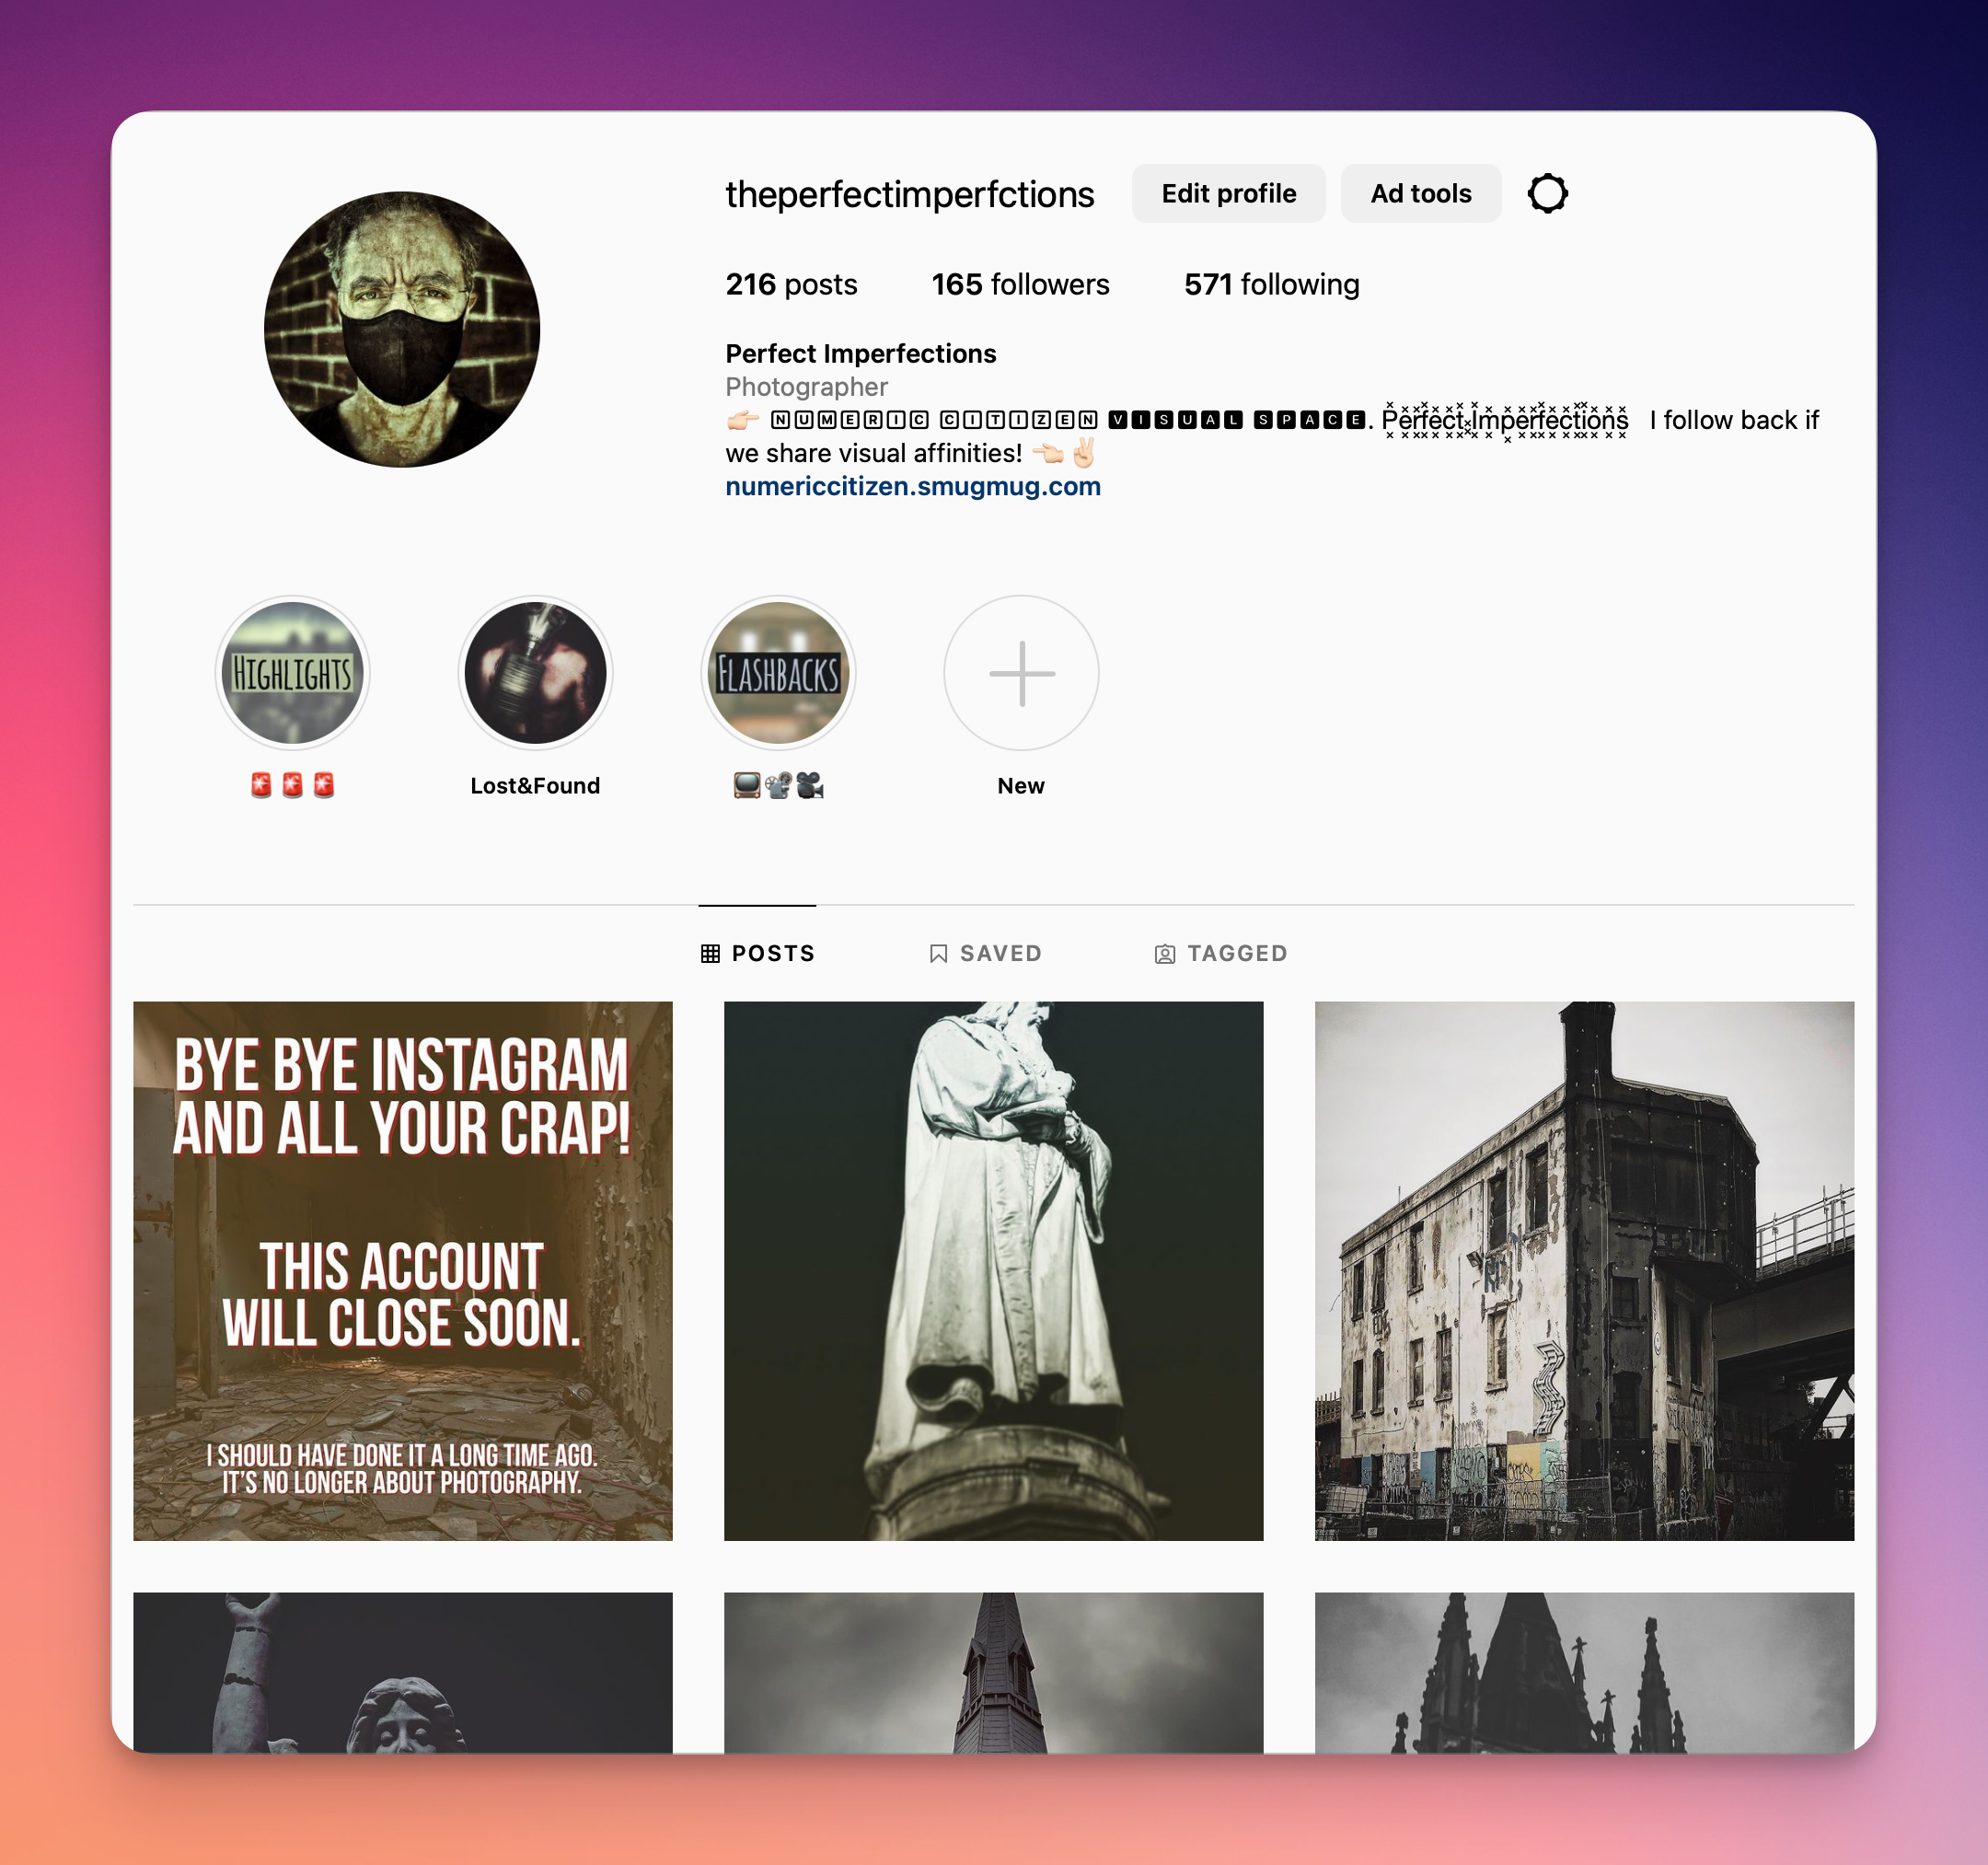 theperfectimperfctions Edit profile Ad tools
216 posts 165 followers 571 following
Perfect Imperfections
Photographer
👉🏻 🄽🅄🄼🄴🅁🄸🄲 🄲🄸🅃🄸🅉🄴🄽 🆅🅸🆂🆄🅰🅻 🆂🅿🅰🅲🅴. P͓̽e͓̽r͓̽f͓̽e͓̽c͓̽t͓̽ ͓̽I͓̽m͓̽p͓̽e͓̽r͓̽f͓̽e͓̽c͓̽t͓̽i͓̽o͓̽n͓̽s͓̽ I follow back if
we share visual affinities! 👈🏻✌🏻
numericcitizen.smugmug.com
HIGHLIGHTS
FLASHBACKS
🚨🚨🚨 Lost&Found 📺📽🎥 New
POSTS SAVED TAGGED
BYE BYE INSTAGRAM
AND ALL YOUR CRAP!
THIS ACCOUNT
WILL CLOSE SOON.
I SHOULD HAVE DONE IT A LONG TIME AGO.
IT'S NO LONGER ABOUT PHOTOGRAPHY.